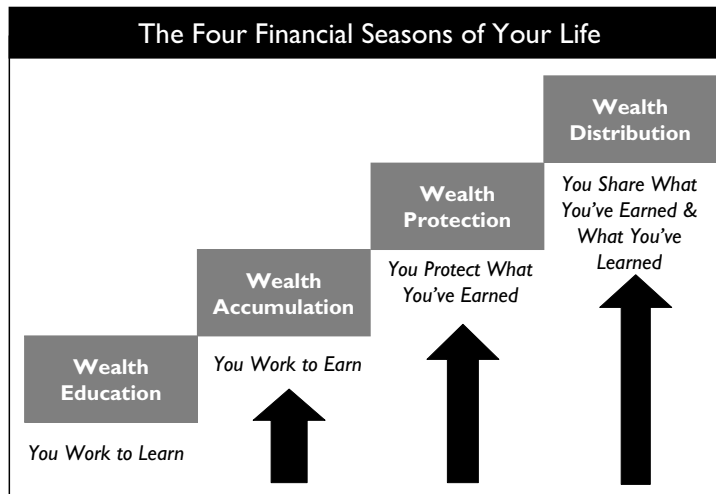 The Four Financial Seasons of Your Life
Wealth
Distribution
You Share What
You've Earned &
What You've
Learned
Wealth
Protection
You Protect What
You've Earned
Wealth
Accumulation
You Work to Earn
Wealth
Education
You Work to Learn